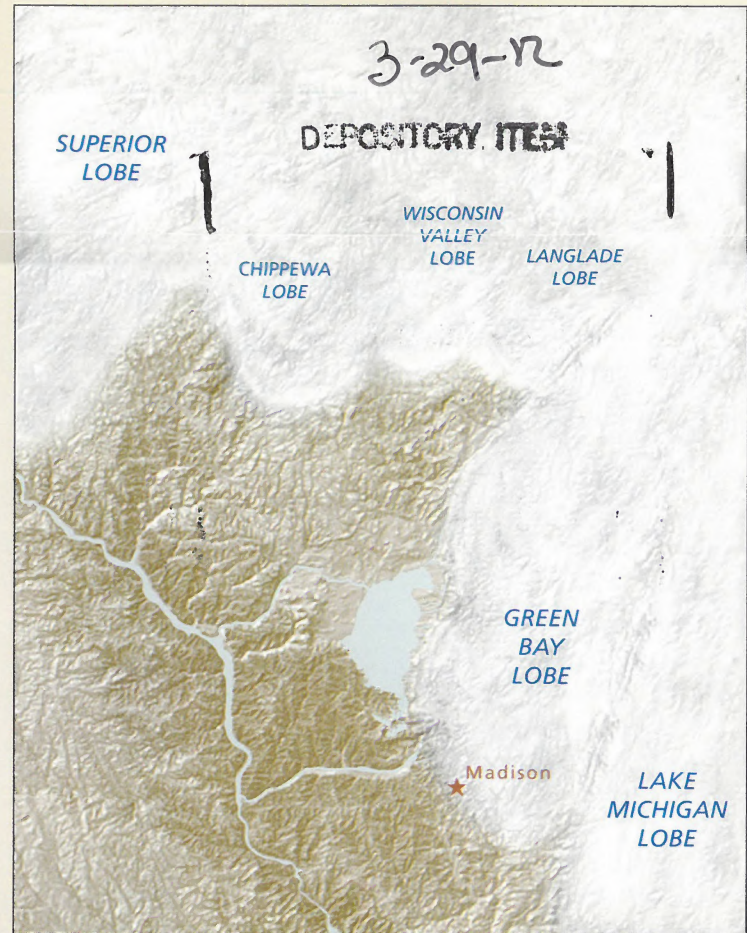 3-29-12
DEPOSITORY ITEM
SUPERIOR
LOBE
WISCONSIN
VALLEY
LOBE
LANGLADE
LOBE
CHIPPEWA
LOBE
GREEN
BAY
LOBE
Madison
LAKE
MICHIGAN
LOBE